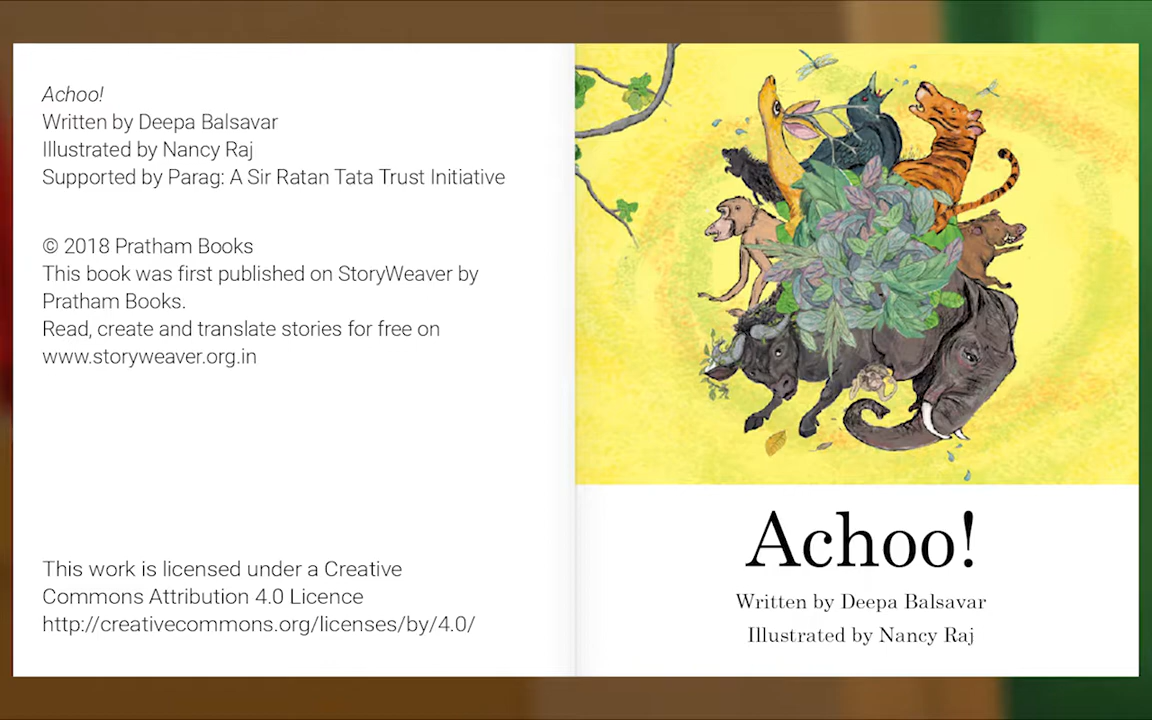 Achoo!
Written by Deepa Balsavar
Illustrated by Nancy Raj
Supported by Parag: A Sir Ratan Tata Trust Initiative
© 2018 Pratham Books
This book was first published on StoryWeaver by
Pratham Books.
Read, create and translate stories for free on
www.storyweaver.org.in
This work is licensed under a Creative
Commons Attribution 4.0 Licence
http://creativecommons.org/licenses/by/4.0/
Achoo!
Written by Deepa Balsavar
Illustrated by Nancy Raj